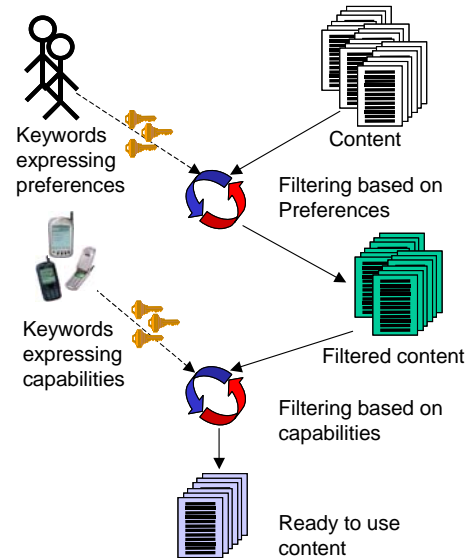 Keywords
expressing
preferences
Content
Filtering based on
Preferences
Keywords
expressing
capabilities
Filtered content
Filtering based on
capabilities
Ready to use
content